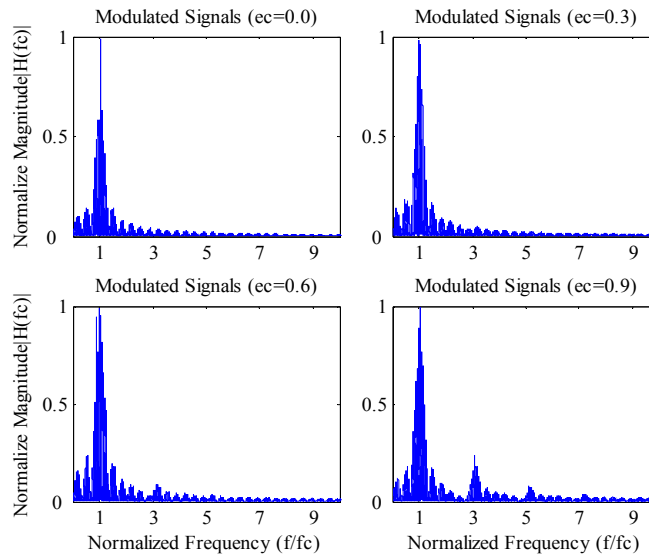 Modulated Signals (ec=0.0)
Modulated Signals (ec=0.3)
Normalize Magnitude|H(fc)|
1
0.5
0
1 3 5 7 9
1
0.5
0
1 3 5 7 9
Modulated Signals (ec=0.6)
Modulated Signals (ec=0.9)
Normalize Magnitude|H(fc)|
1
0.5
0
1 3 5 7 9
Normalized Frequency (f/fc)
1
0.5
0
1 3 5 7 9
Normalized Frequency (f/fc)